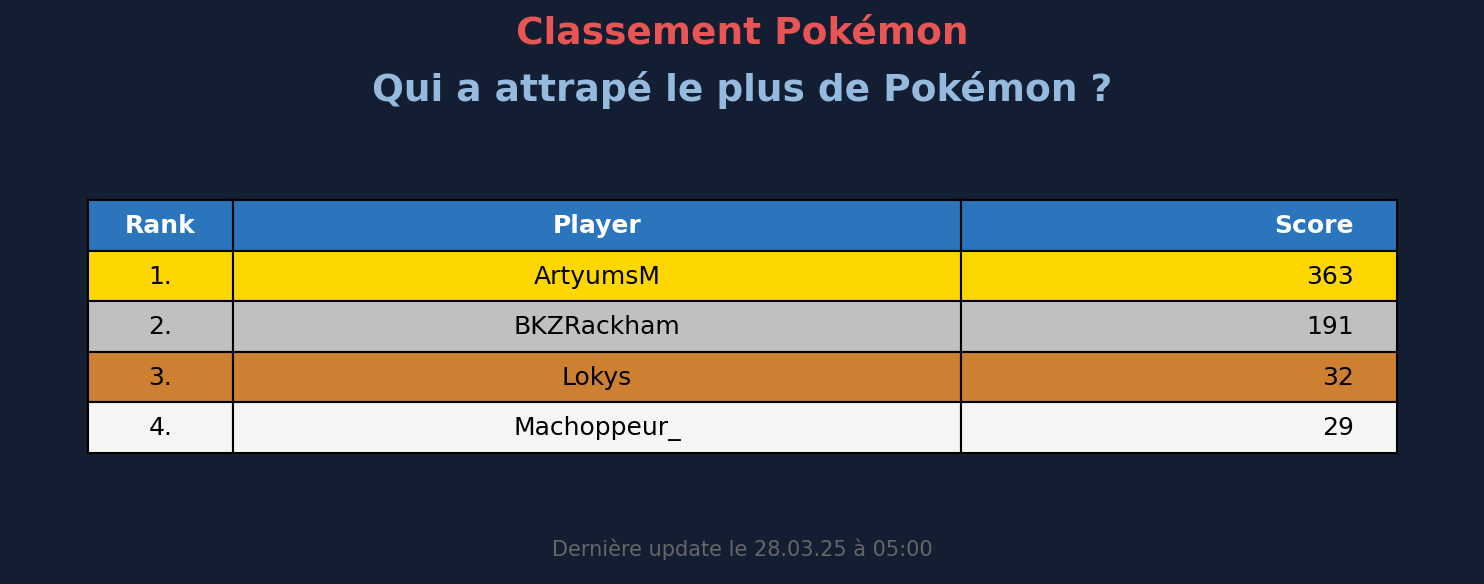 Classement Pokémon
Qui a attrapé le plus de Pokémon ?
Rank Player Score
1. ArtyumsM 363
2. BKZRackham 191
3. Lokys 32
4. Machoppeur_ 29
Dernière update le 28.03.25 à 05:00